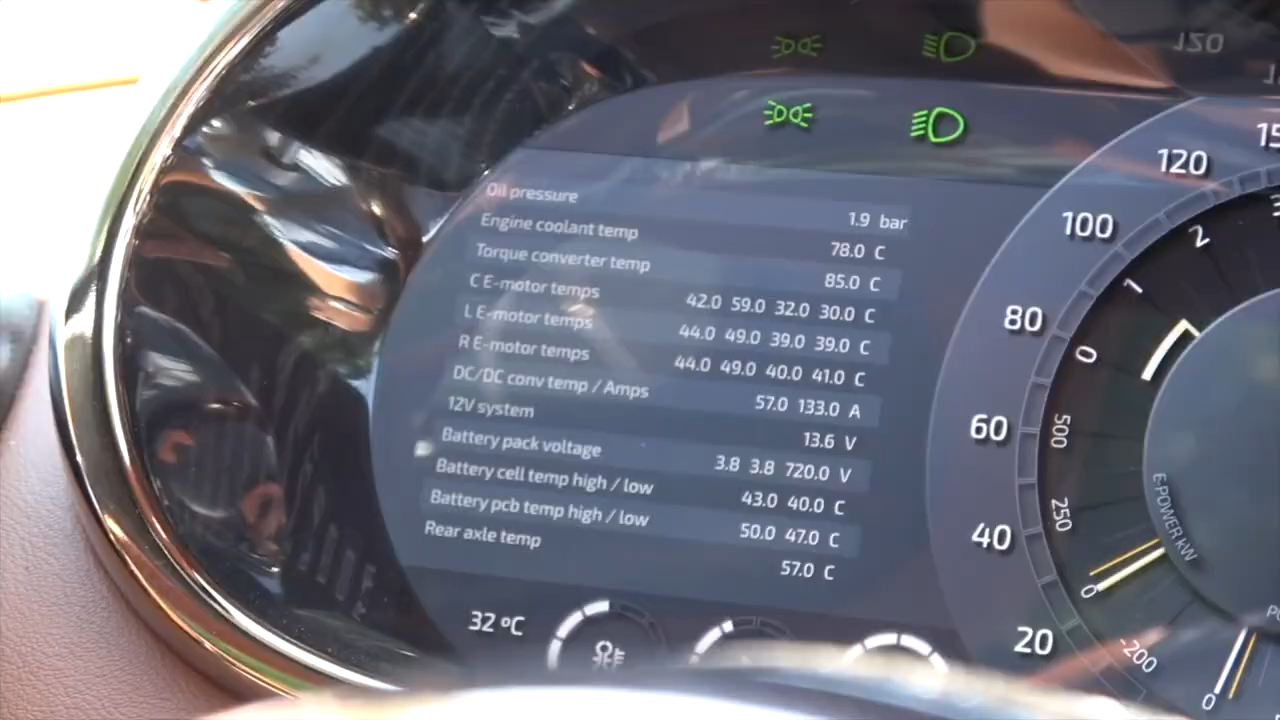 Oil pressure 1.9 bar
Engine coolant temp 78.0 C
Torque converter temp 85.0 C
C E-motor temps 42.0 59.0 32.0 30.0 C
L E-motor temps 44.0 49.0 39.0 39.0 C
R E-motor temps 44.0 49.0 40.0 41.0 C
DC/DC conv temp / Amps 57.0 133.0 A
12V system 13.6 V
Battery pack voltage 3.8 3.8 720.0 V
Battery cell temp high / low 43.0 40.0 C
Battery pcb temp high / low 50.0 47.0 C
Rear axle temp 57.0 C
32 ºC
120
100
80
60
40
20
2
1
0
500
250
0
-200
E-POWER kW
0
120